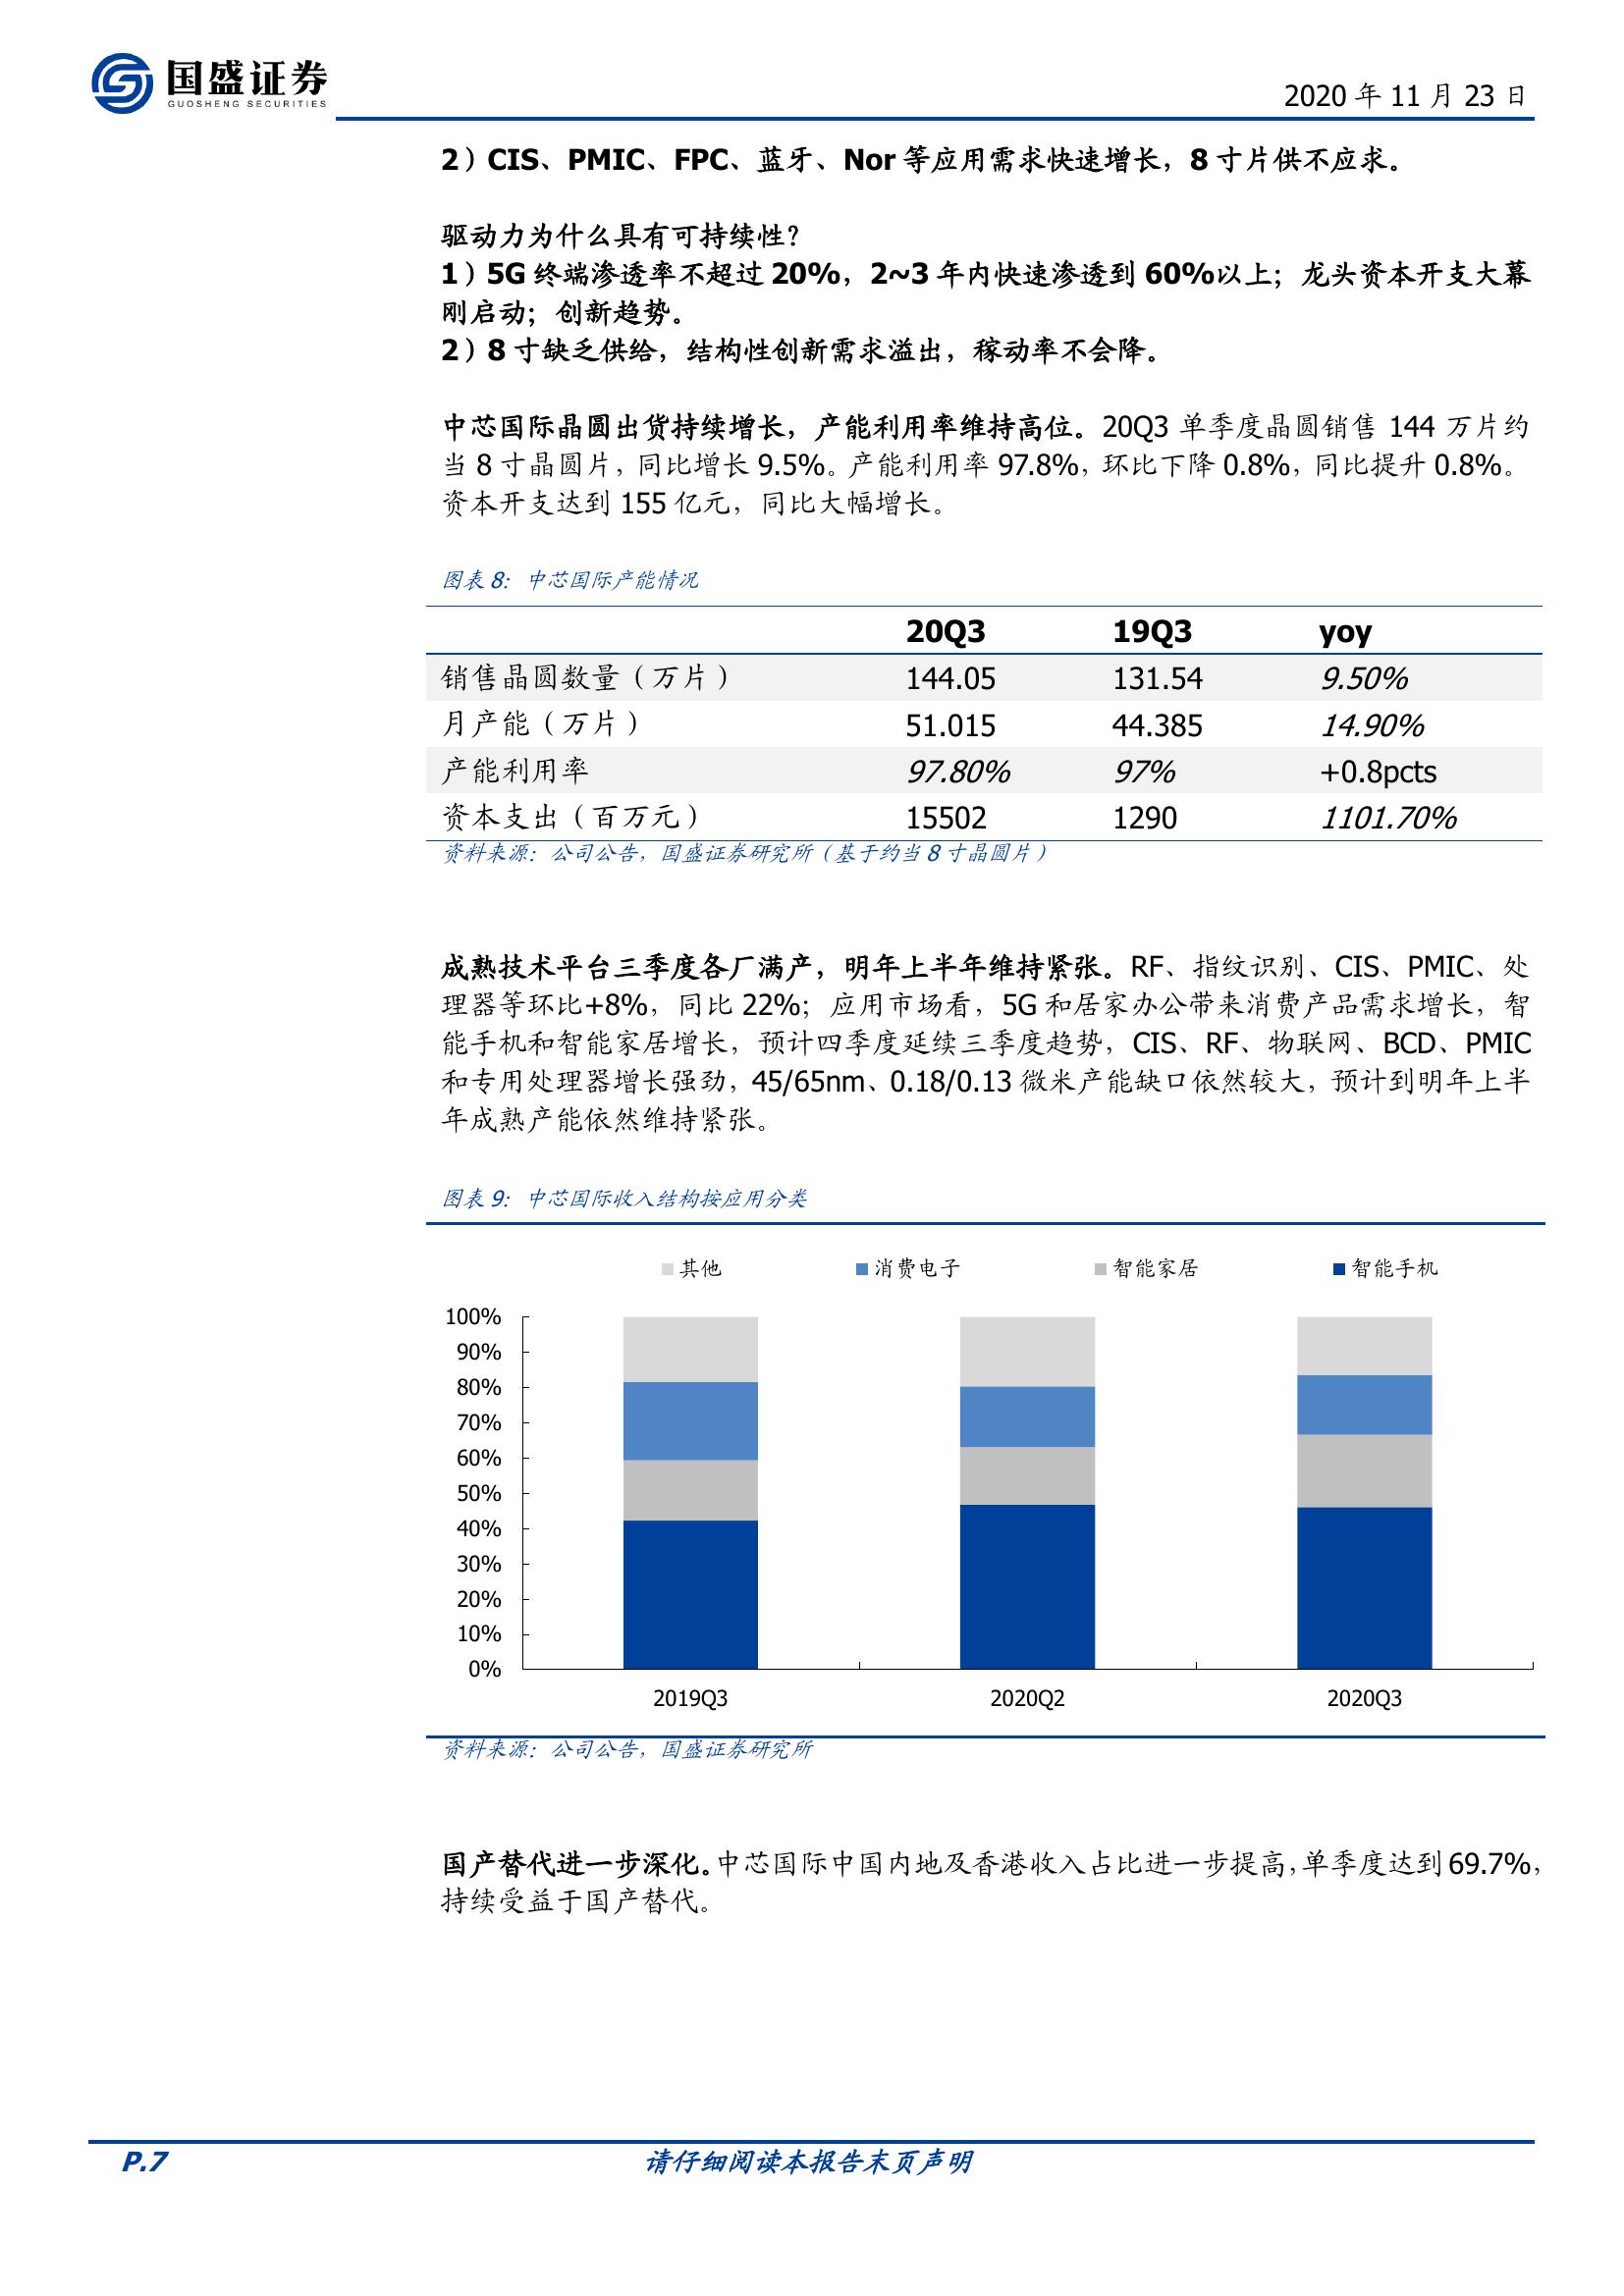 国盛证券
GUOSHENG SECURITIES
2020 年 11 月 23 日
2）CIS、PMIC、FPC、蓝牙、Nor 等应用需求快速增长，8 寸片供不应求。
驱动力为什么具有可持续性？
1）5G 终端渗透率不超过 20%，2~3 年内快速渗透到 60%以上；龙头资本开支大幕
刚启动；创新趋势。
2）8 寸缺乏供给，结构性创新需求溢出，稼动率不会降。
中芯国际晶圆出货持续增长，产能利用率维持高位。20Q3 单季度晶圆销售 144 万片约
当 8 寸晶圆片，同比增长 9.5%。产能利用率 97.8%，环比下降 0.8%，同比提升 0.8%。
资本开支达到 155 亿元，同比大幅增长。
图表 8：中芯国际产能情况
20Q3 19Q3 yoy
销售晶圆数量（万片） 144.05 131.54 9.50%
月产能（万片） 51.015 44.385 14.90%
产能利用率 97.80% 97% +0.8pcts
资本支出（百万元） 15502 1290 1101.70%
资料来源：公司公告，国盛证券研究所（基于约当 8 寸晶圆片）
成熟技术平台三季度各厂满产，明年上半年维持紧张。RF、指纹识别、CIS、PMIC、处
理器等环比+8%，同比 22%；应用市场看，5G 和居家办公带来消费产品需求增长，智
能手机和智能家居增长，预计四季度延续三季度趋势，CIS、RF、物联网、BCD、PMIC
和专用处理器增长强劲，45/65nm、0.18/0.13 微米产能缺口依然较大，预计到明年上半
年成熟产能依然维持紧张。
图表 9：中芯国际收入结构按应用分类
其他 消费电子 智能家居 智能手机
100%
90%
80%
70%
60%
50%
40%
30%
20%
10%
0%
2019Q3 2020Q2 2020Q3
资料来源：公司公告，国盛证券研究所
国产替代进一步深化。中芯国际中国内地及香港收入占比进一步提高，单季度达到 69.7%，
持续受益于国产替代。
P.7 请仔细阅读本报告末页声明